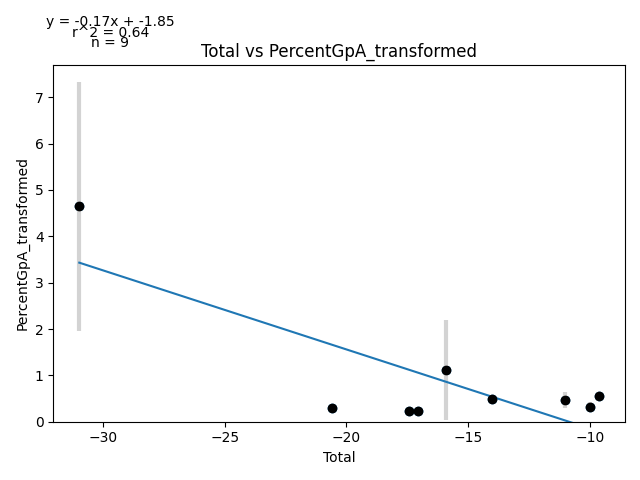 y = -0.17x + -1.85
r^2 = 0.64
n = 9
Total vs PercentGpA_transformed
PercentGpA_transformed
7
6
5
4
3
2
1
0
−30
−25
−20
−15
−10
Total